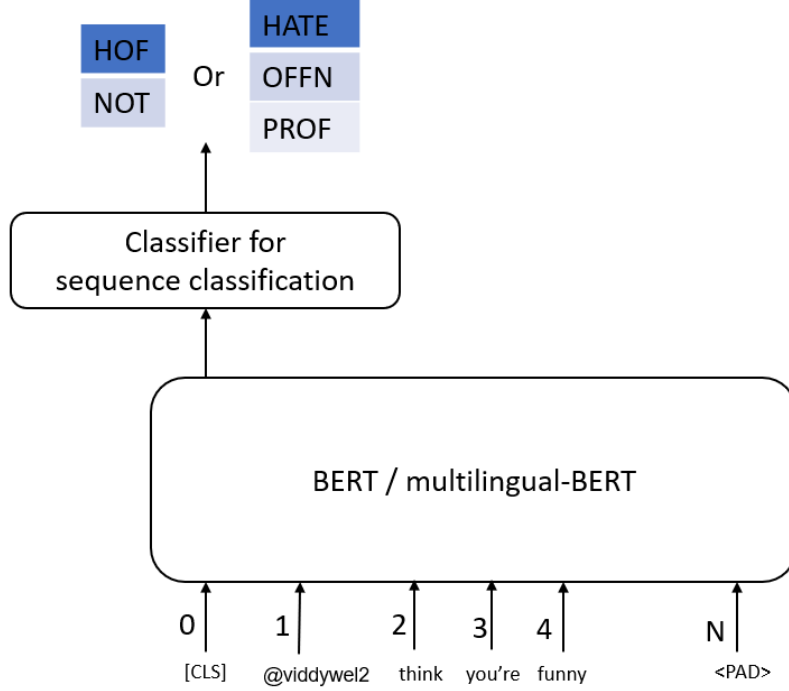 HOF
NOT
Or
HATE
OFFN
PROF
Classifier for
sequence classification
BERT / multilingual-BERT
0 1 2 3 4 N
[CLS] @viddywel2 think you're funny <PAD>